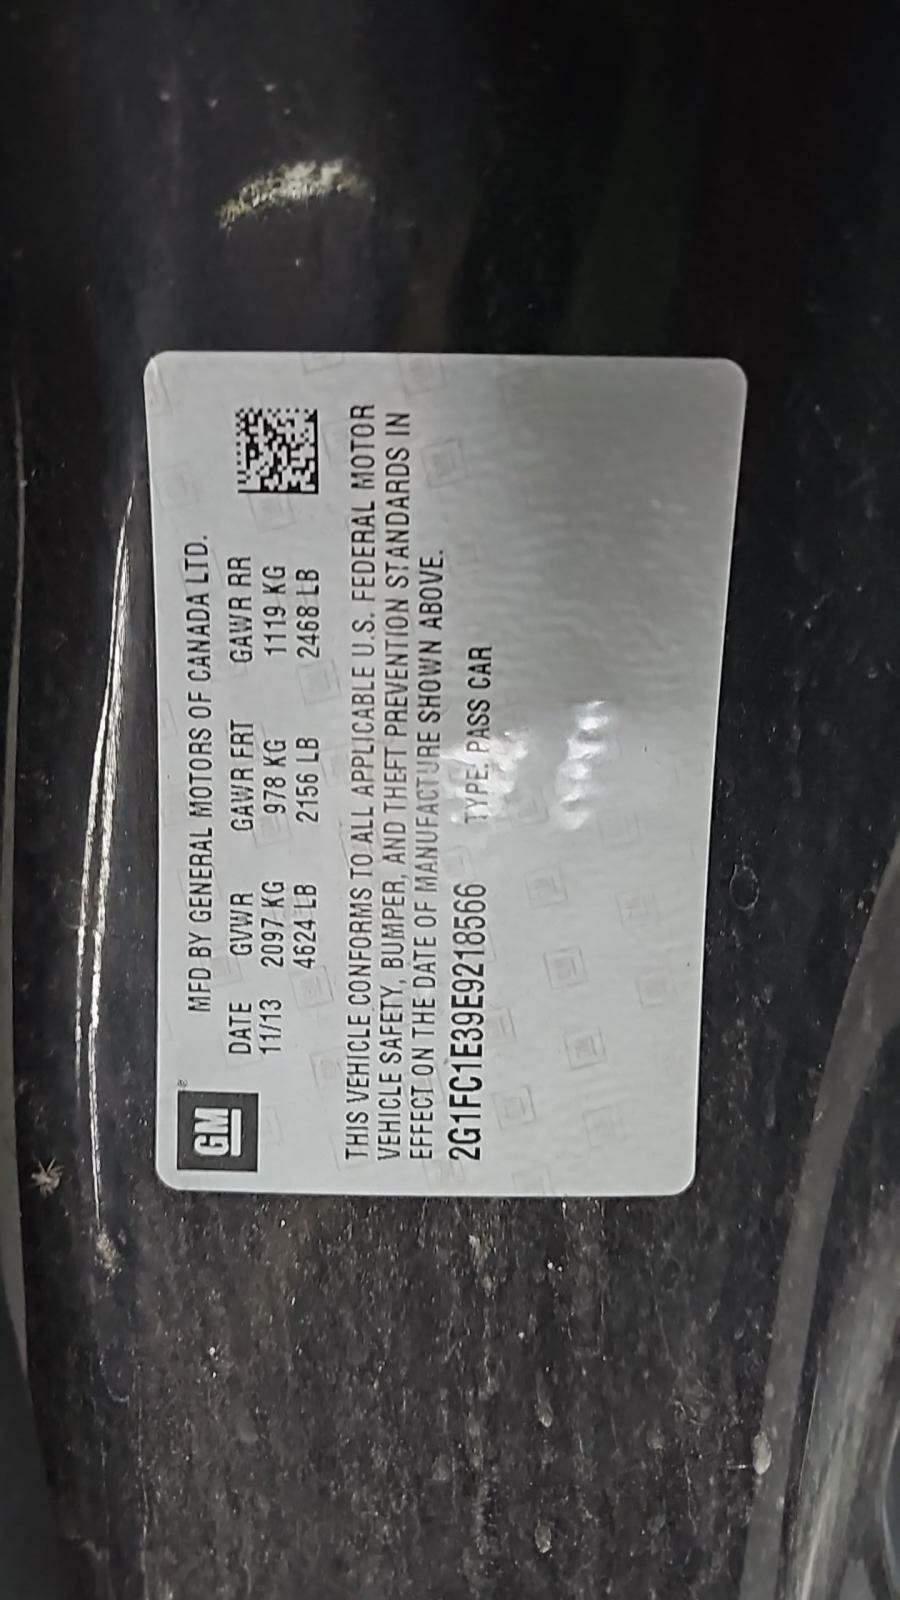 GM ®
MFD BY GENERAL MOTORS OF CANADA LTD.
DATE GVWR GAWR FRT GAWR RR
11/13 2097 KG 978 KG 1119 KG
4624 LB 2156 LB 2468 LB
THIS VEHICLE CONFORMS TO ALL APPLICABLE U.S. FEDERAL MOTOR
VEHICLE SAFETY, BUMPER, AND THEFT PREVENTION STANDARDS IN
EFFECT ON THE DATE OF MANUFACTURE SHOWN ABOVE.
2G1FC1E39E9218566 TYPE: PASS CAR